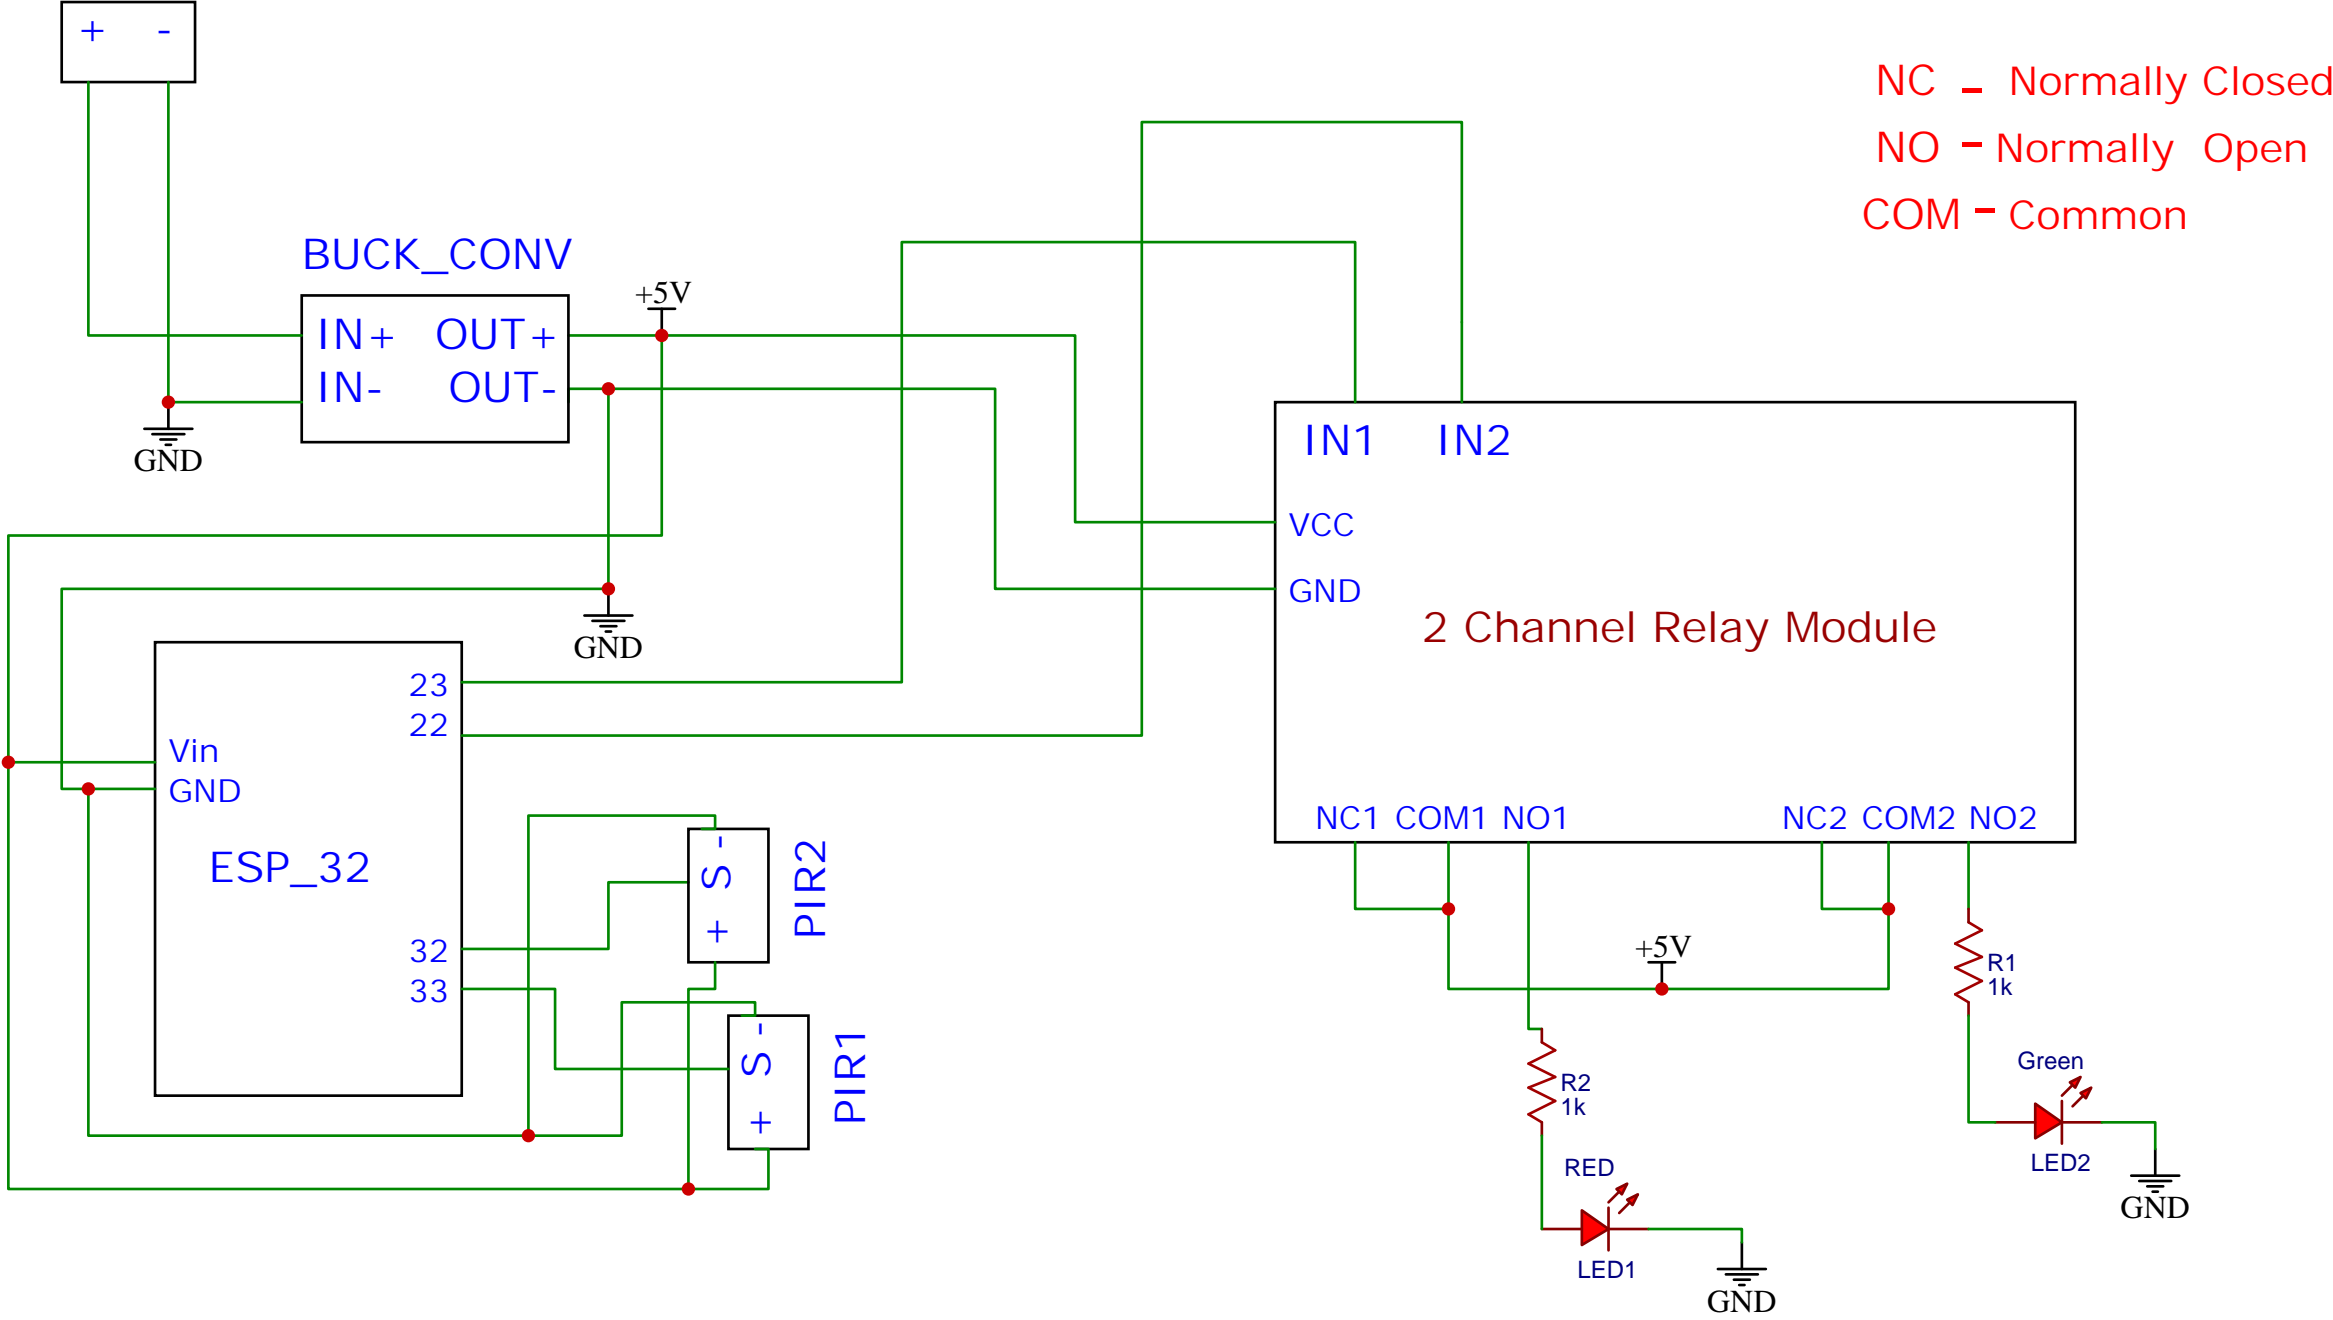 + -
NC - Normally Closed
NO - Normally Open
COM - Common
BUCK_CONV
+5V
IN+ OUT+
IN- OUT-
GND
IN1 IN2
VCC
GND
2 Channel Relay Module
GND
23
22
Vin
GND
ESP_32
32
33
- S +
PIR2
- S +
PIR1
NC1 COM1 NO1 NC2 COM2 NO2
+5V
R1
1k
R2
1k
Green
LED2
GND
RED
LED1
GND